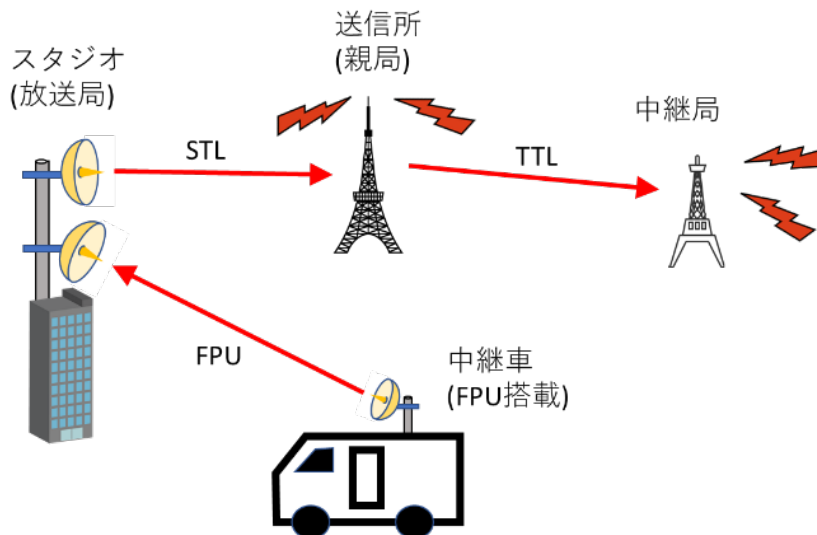 スタジオ
(放送局)
送信所
(親局)
中継局
STL
TTL
FPU
中継車
(FPU搭載)